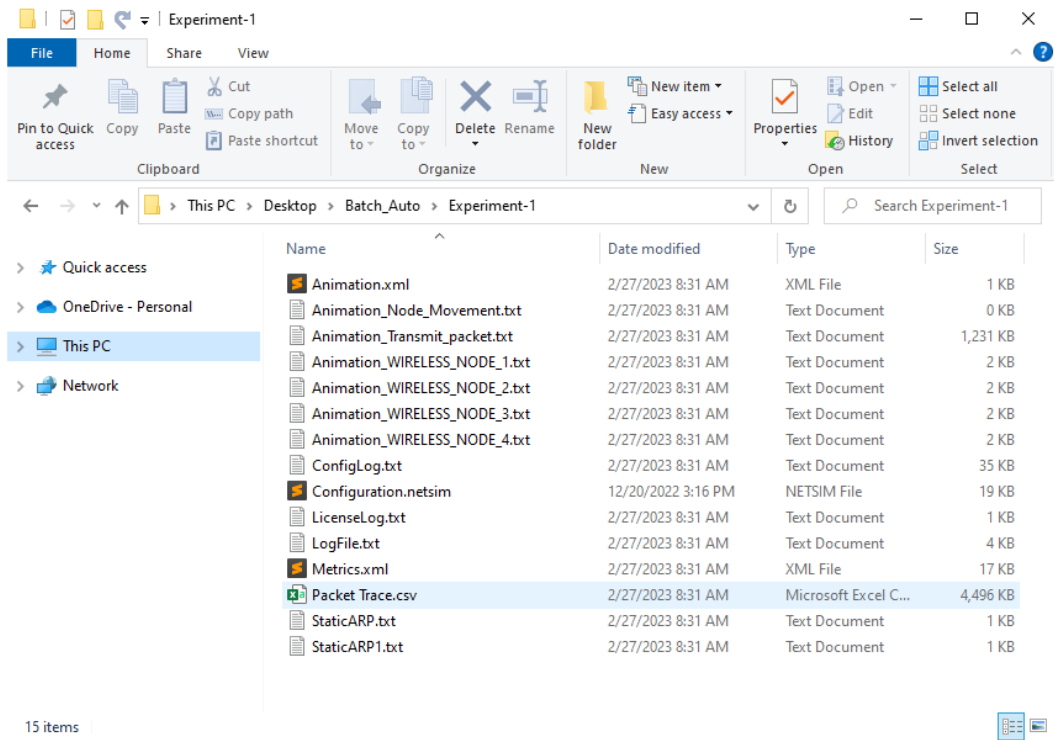 Experiment-1
File Home Share View
Pin to Quick access
Copy
Paste
Cut
Copy path
Paste shortcut
Clipboard
Move to
Copy to
Delete
Rename
Organize
New folder
New item
Easy access
New
Properties
Open
Edit
History
Open
Select all
Select none
Invert selection
Select
This PC > Desktop > Batch_Auto > Experiment-1
Search Experiment-1
Quick access
OneDrive - Personal
This PC
Network
Name Date modified Type Size
Animation.xml 2/27/2023 8:31 AM XML File 1 KB
Animation_Node_Movement.txt 2/27/2023 8:31 AM Text Document 0 KB
Animation_Transmit_packet.txt 2/27/2023 8:31 AM Text Document 1,231 KB
Animation_WIRELESS_NODE_1.txt 2/27/2023 8:31 AM Text Document 2 KB
Animation_WIRELESS_NODE_2.txt 2/27/2023 8:31 AM Text Document 2 KB
Animation_WIRELESS_NODE_3.txt 2/27/2023 8:31 AM Text Document 2 KB
Animation_WIRELESS_NODE_4.txt 2/27/2023 8:31 AM Text Document 2 KB
ConfigLog.txt 2/27/2023 8:31 AM Text Document 35 KB
Configuration.netsim 12/20/2022 3:16 PM NETSIM File 19 KB
LicenseLog.txt 2/27/2023 8:31 AM Text Document 1 KB
LogFile.txt 2/27/2023 8:31 AM Text Document 4 KB
Metrics.xml 2/27/2023 8:31 AM XML File 17 KB
Packet Trace.csv 2/27/2023 8:31 AM Microsoft Excel C... 4,496 KB
StaticARP.txt 2/27/2023 8:31 AM Text Document 1 KB
StaticARP1.txt 2/27/2023 8:31 AM Text Document 1 KB
15 items